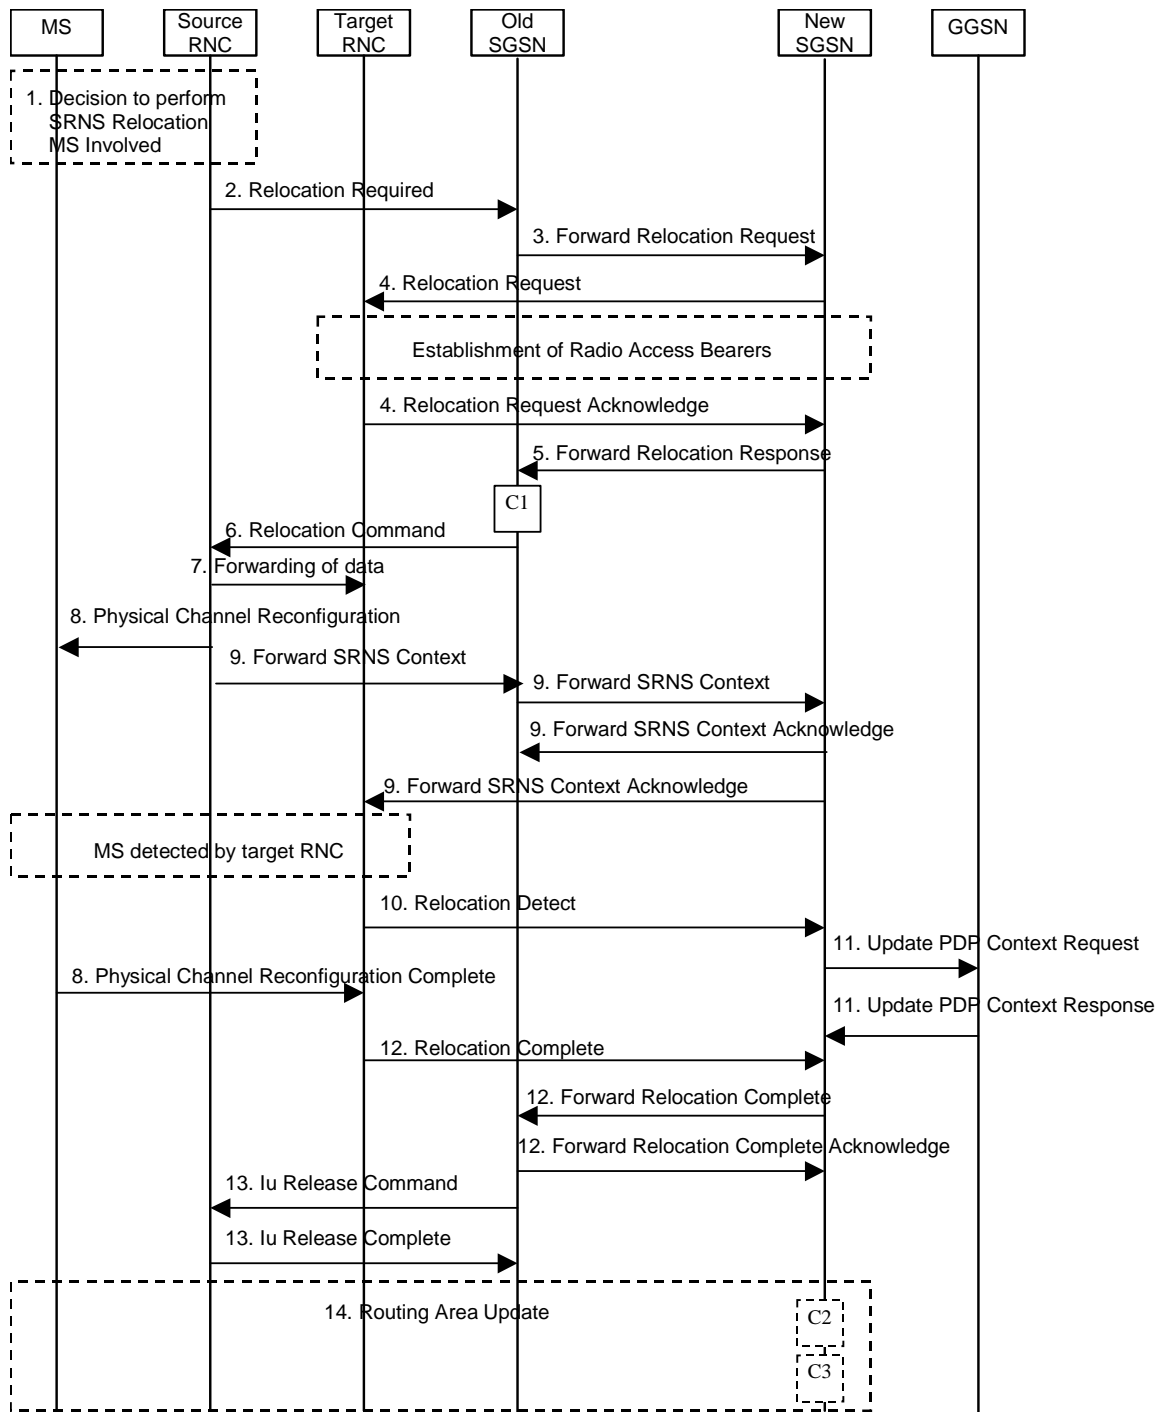 MS
Source
RNC
Target
RNC
Old
SGSN
New
SGSN
GGSN
1. Decision to perform
SRNS Relocation
MS Involved
2. Relocation Required
3. Forward Relocation Request
4. Relocation Request
Establishment of Radio Access Bearers
4. Relocation Request Acknowledge
5. Forward Relocation Response
C1
6. Relocation Command
7. Forwarding of data
8. Physical Channel Reconfiguration
9. Forward SRNS Context
9. Forward SRNS Context
9. Forward SRNS Context Acknowledge
9. Forward SRNS Context Acknowledge
MS detected by target RNC
10. Relocation Detect
11. Update PDP Context Request
8. Physical Channel Reconfiguration Complete
11. Update PDP Context Response
12. Relocation Complete
12. Forward Relocation Complete
12. Forward Relocation Complete Acknowledge
13. Iu Release Command
13. Iu Release Complete
14. Routing Area Update
C2
C3